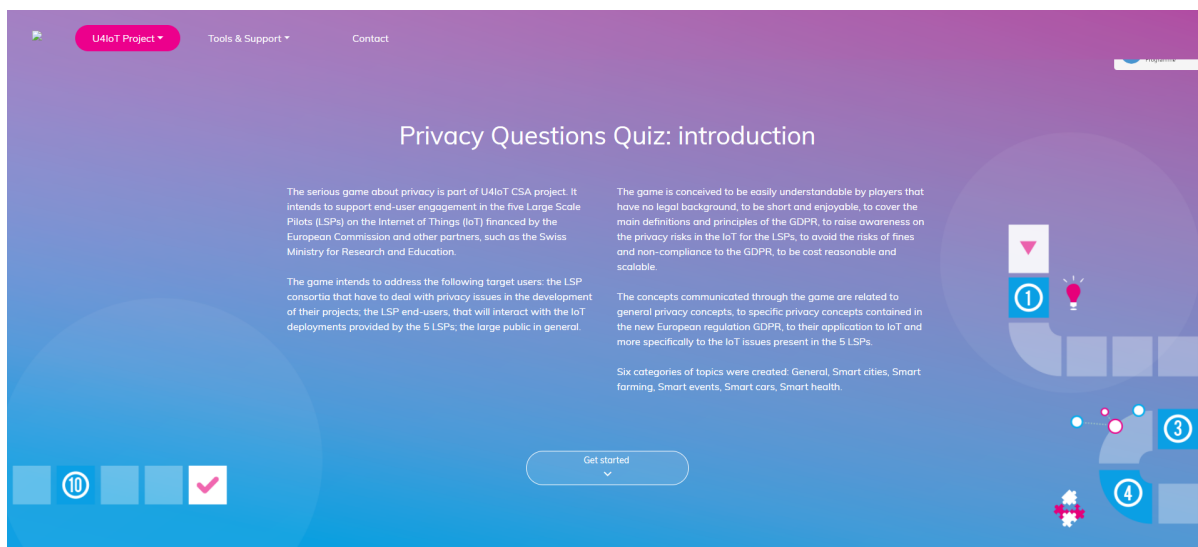 U4IoT Project
Tools & Support
Contact
Privacy Questions Quiz: introduction
The serious game about privacy is part of U4IoT CSA project. It
intends to support end-user engagement in the five Large Scale
Pilots (LSPs) on the Internet of Things (IoT) financed by the
European Commission and other partners, such as the Swiss
Ministry for Research and Education.
The game intends to address the following target users: the LSP
consortia that have to deal with privacy issues in the development
of their projects; the LSP end-users, that will interact with the IoT
deployments provided by the 5 LSPs; the large public in general.
The game is conceived to be easily understandable by players that
have no legal background, to be short and enjoyable, to cover the
main definitions and principles of the GDPR, to raise awareness on
the privacy risks in the IoT for the LSPs, to avoid the risks of fines
and non-compliance to the GDPR, to be cost reasonable and
scalable.
The concepts communicated through the game are related to
general privacy concepts, to specific privacy concepts contained in
the new European regulation GDPR, to their application to IoT and
more specifically to the IoT issues present in the 5 LSPs.
Six categories of topics were created: General, Smart cities, Smart
farming, Smart events, Smart cars, Smart health.
Get started
1
3
4
10